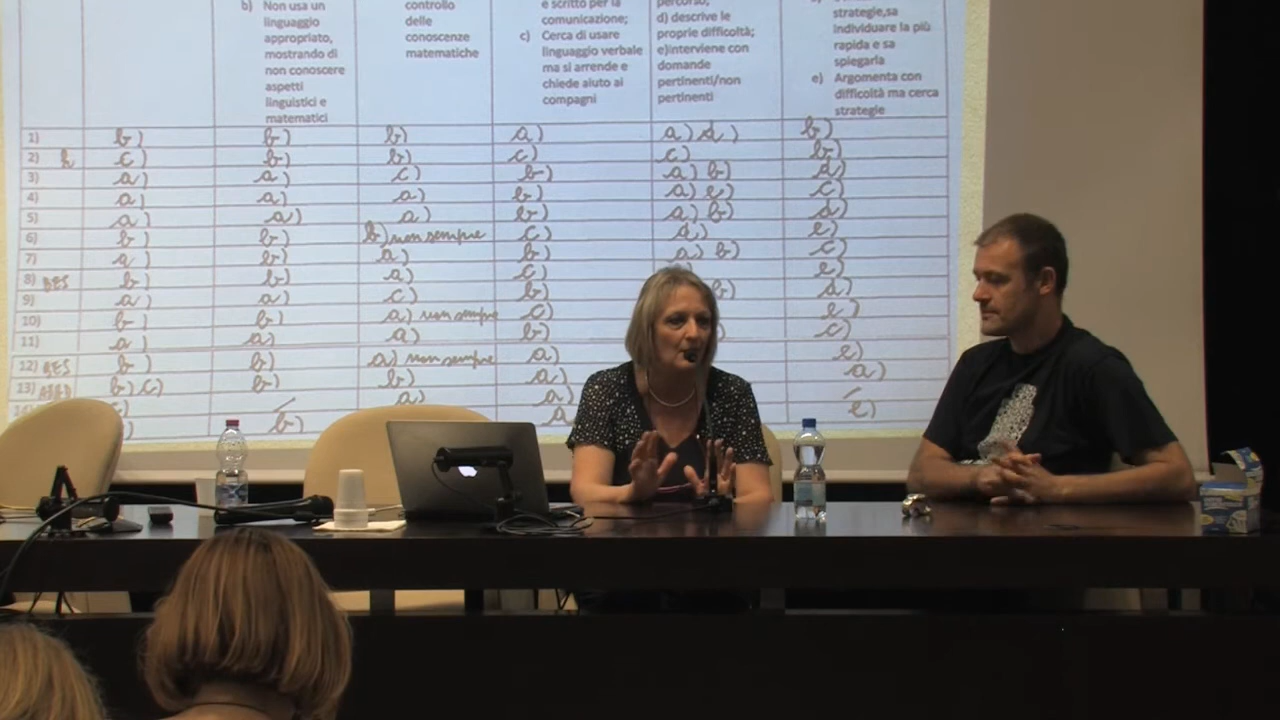 b) Non usa un
linguaggio
appropriato,
mostrando di
non conoscere
aspetti
linguistici e
matematici
controllo
delle
conoscenze
matematiche
e scritto per la
comunicazione;
c) Cerca di usare
linguaggio verbale
ma si arrende e
chiede aiuto ai
compagni
percorso;
d) descrive le
proprie difficoltà;
e)interviene con
domande
pertinenti/non
pertinenti
strategie,sa
individuare la più
rapida e sa
spiegarla
e) Argomenta con
difficoltà ma cerca
strategie
1) b) b) b) a) a) d) b)
2) h c) b) b) c) c) b)
3) a) a) c) b) a) b) d)
4) a) a) a) b) a) e) c)
5) a) a) a) b) a) b) d)
6) b) b) b) non sempre c) d) e)
7) a) b) a) b) a) b) c)
8) BES b) b) a) c) e)
9) a) a) c) b) b) d)
10) b) b) a) non sempre c) e)
11) a) a) a) b) c)
12) BES b) b) a) non sempre a) e)
13) b) c) b) b) a) a)
b) a) a) e)